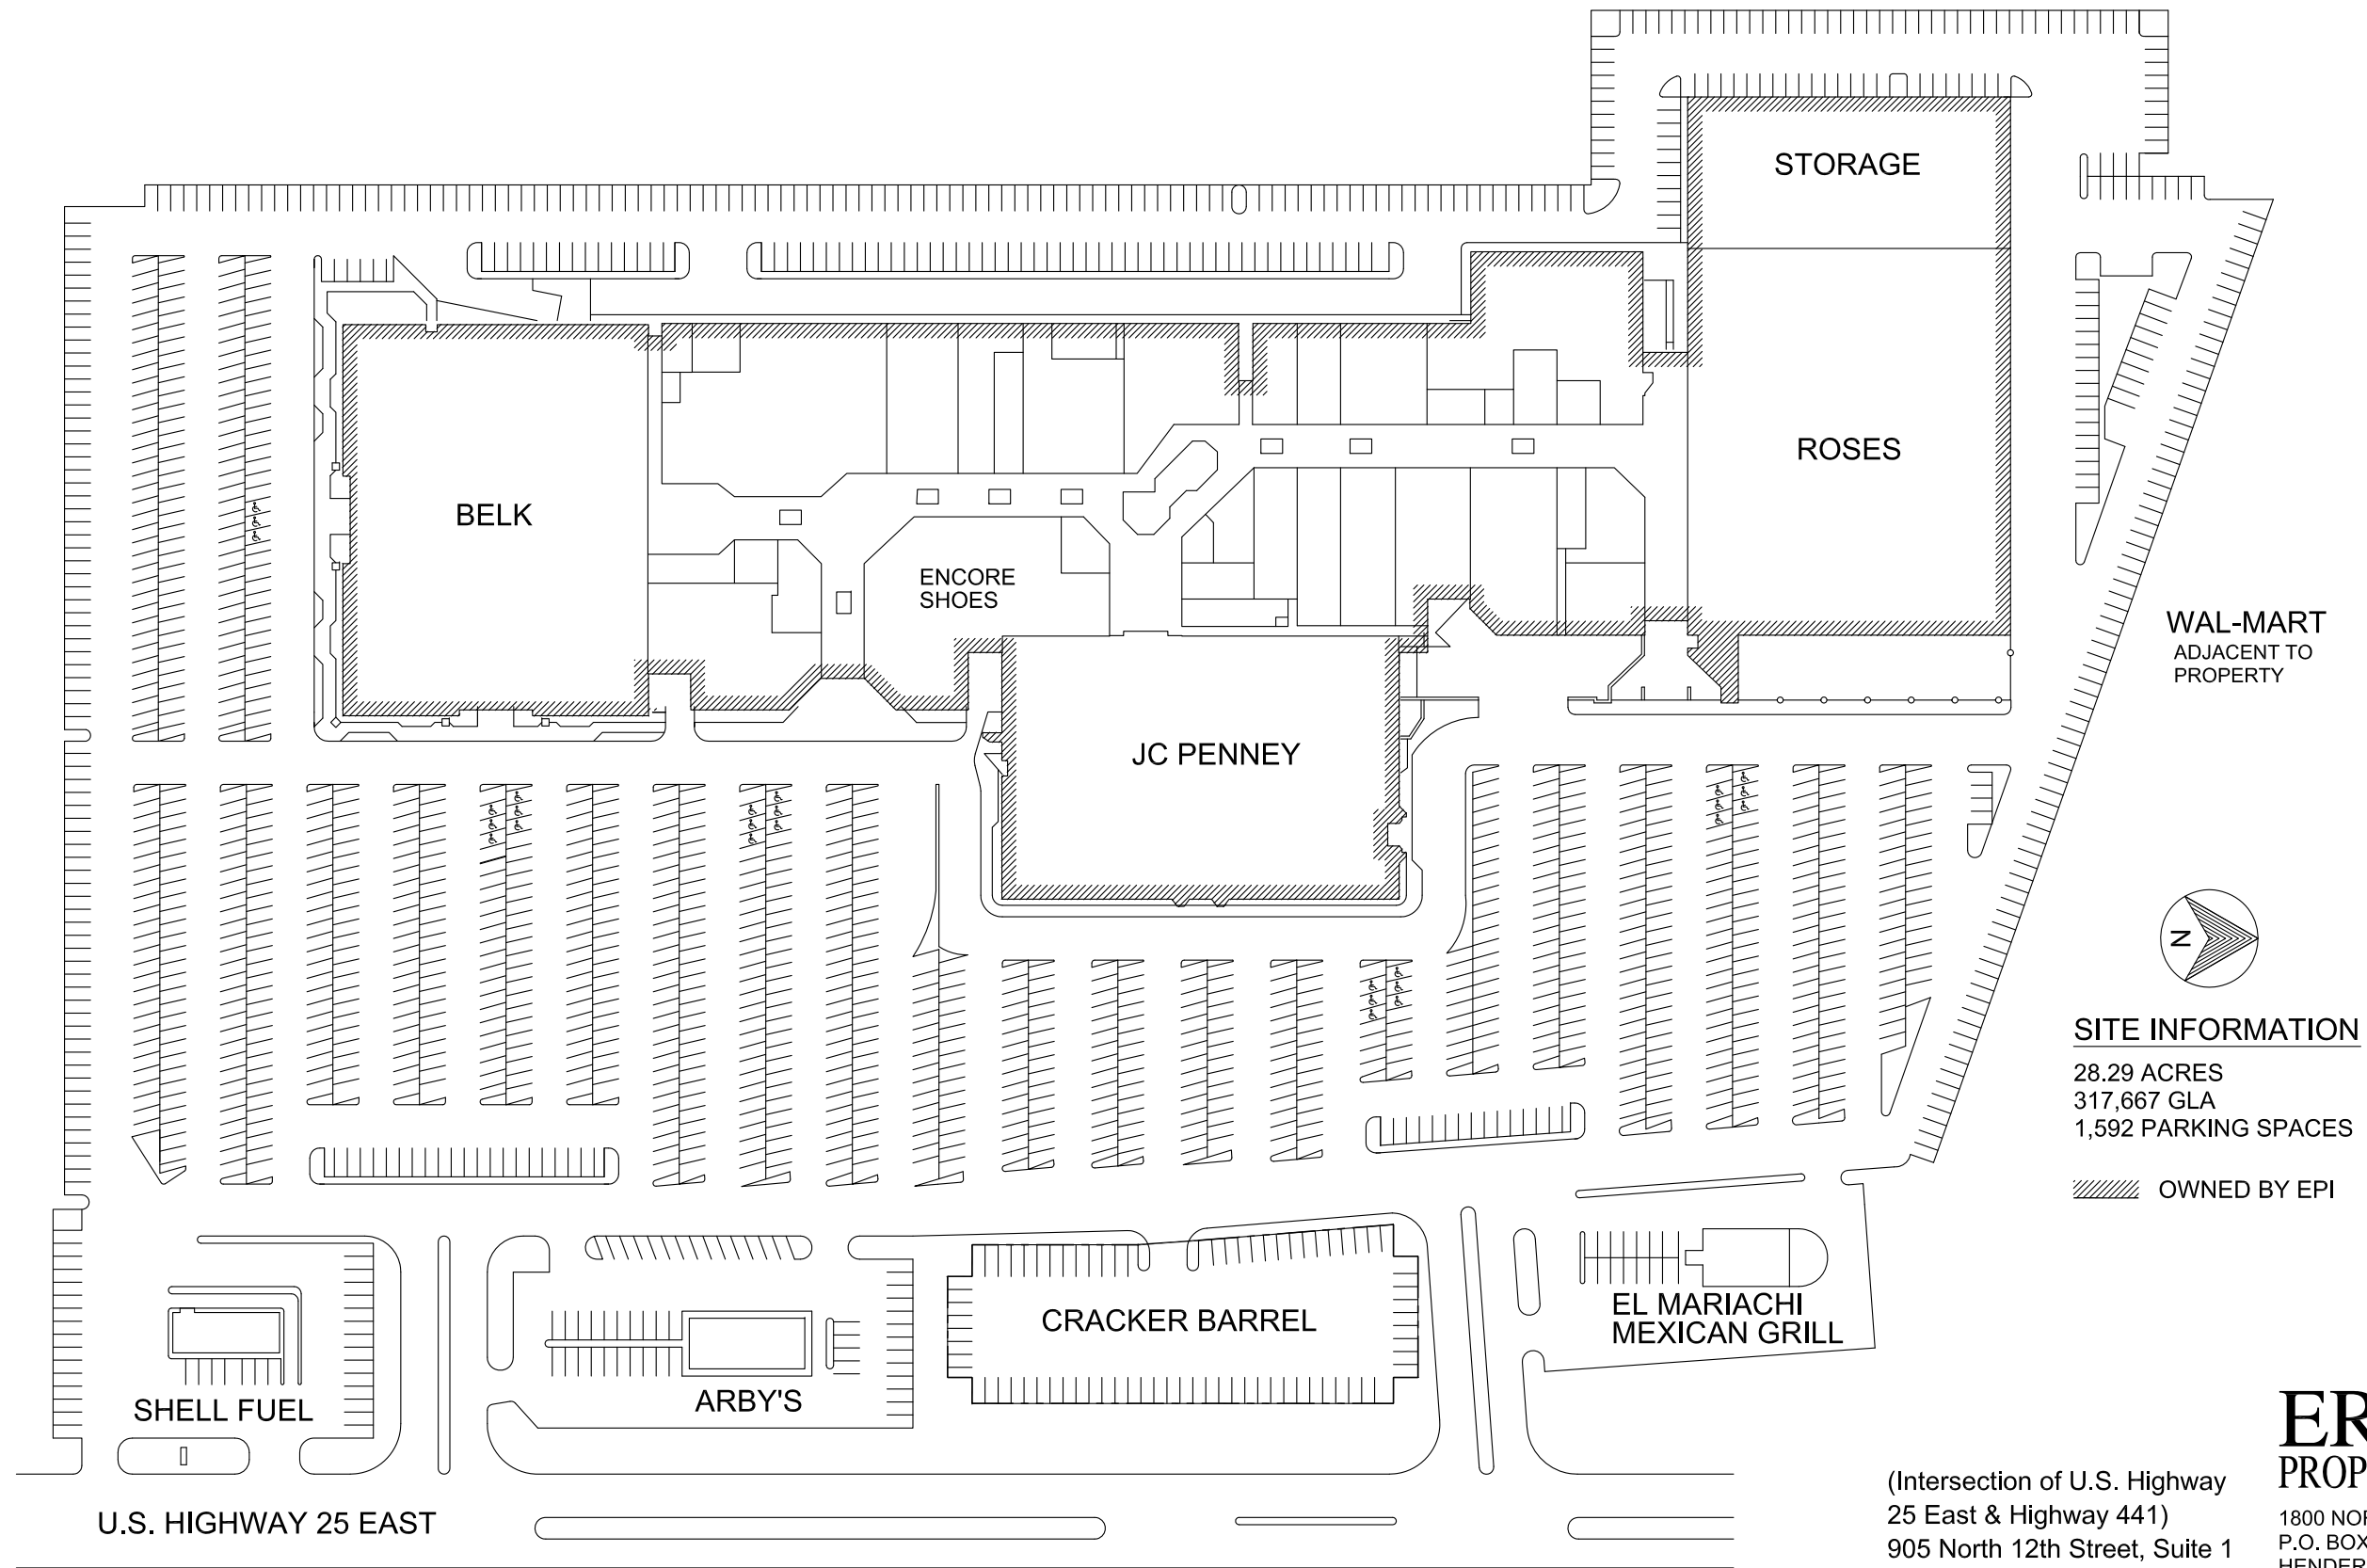 STORAGE
ROSES
BELK
ENCORE
SHOES
WAL-MART
ADJACENT TO
PROPERTY
JC PENNEY
N
SITE INFORMATION
28.29 ACRES
317,667 GLA
1,592 PARKING SPACES
OWNED BY EPI
EL MARIACHI
MEXICAN GRILL
CRACKER BARREL
ARBY'S
SHELL FUEL
U.S. HIGHWAY 25 EAST
(Intersection of U.S. Highway
25 East & Highway 441)
905 North 12th Street, Suite 1
1800
P.O. BOX